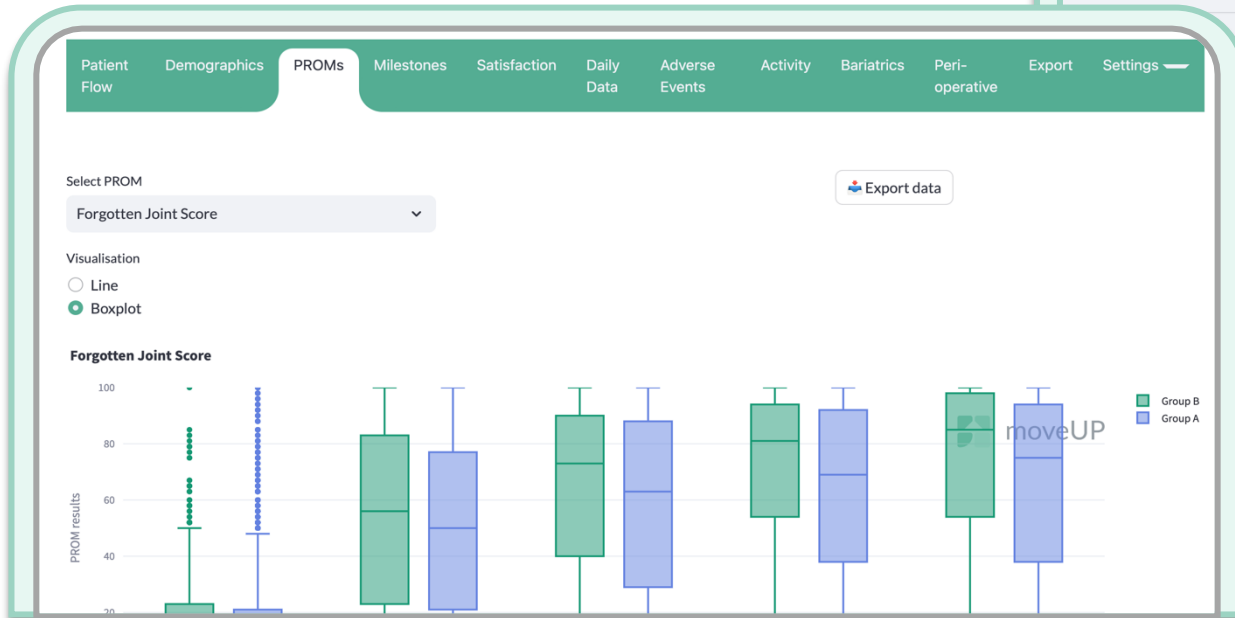 Patient Flow
Demographics
PROMs
Milestones
Satisfaction
Daily Data
Adverse Events
Activity
Bariatrics
Peri-operative
Export
Settings
Select PROM
Export data
Forgotten Joint Score
Visualisation
Line
Boxplot
Forgotten Joint Score
100
80
60
40
20
PROM results
Group B
Group A
moveUP